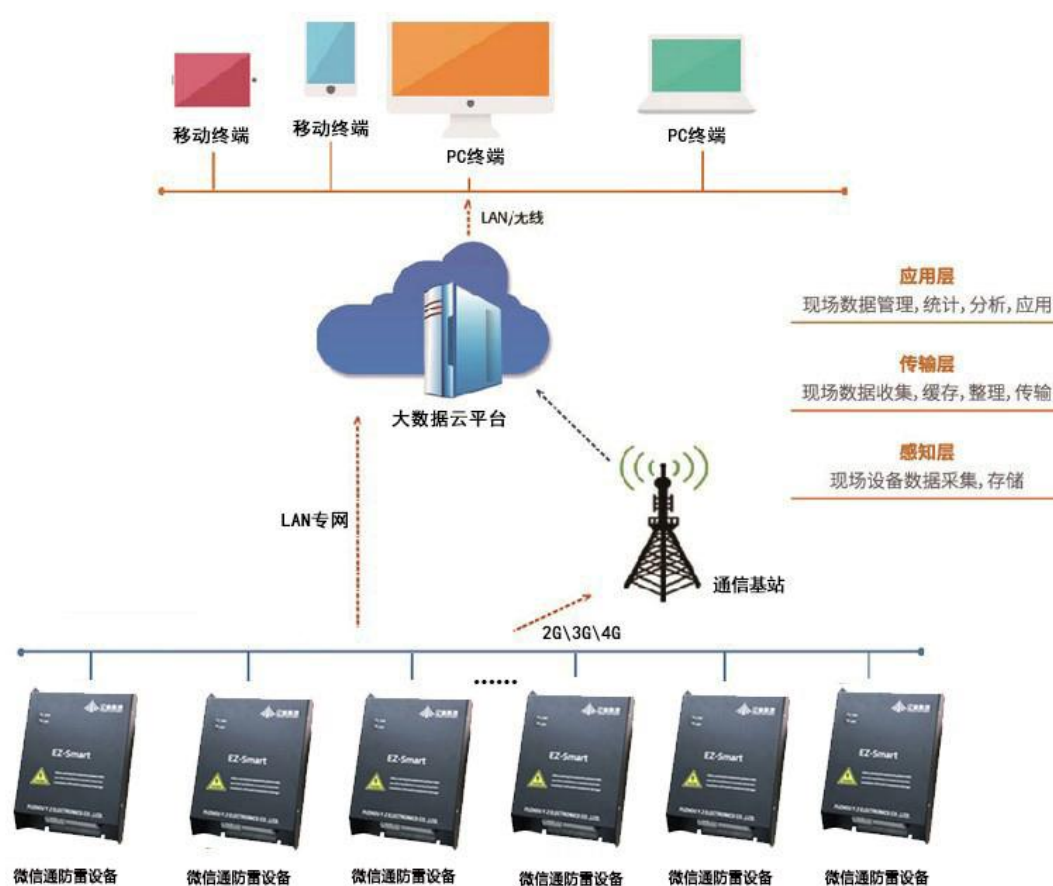 移动终端
移动终端
PC终端
PC终端
LAN/无线
大数据云平台
应用层
现场数据管理,统计,分析,应用
传输层
现场数据收集,缓存,整理,传输
感知层
现场设备数据采集,存储
LAN专网
通信基站
2G\3G\4G
......
EZ-Smart
EZ-Smart
EZ-Smart
EZ-Smart
EZ-Smart
EZ-Smart
微信通防雷设备
微信通防雷设备
微信通防雷设备
微信通防雷设备
微信通防雷设备
微信通防雷设备